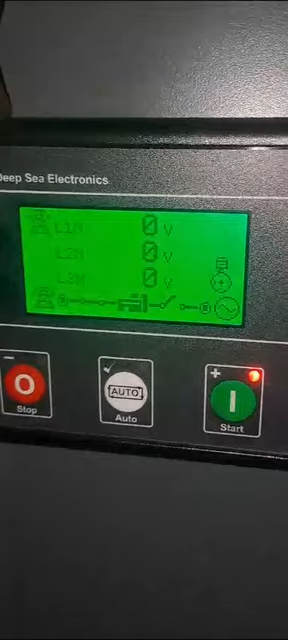 Deep Sea Electronics
L1N 0 V
L2N 0 V
L3N 0 V
O
AUTO
I
Stop
Auto
Start